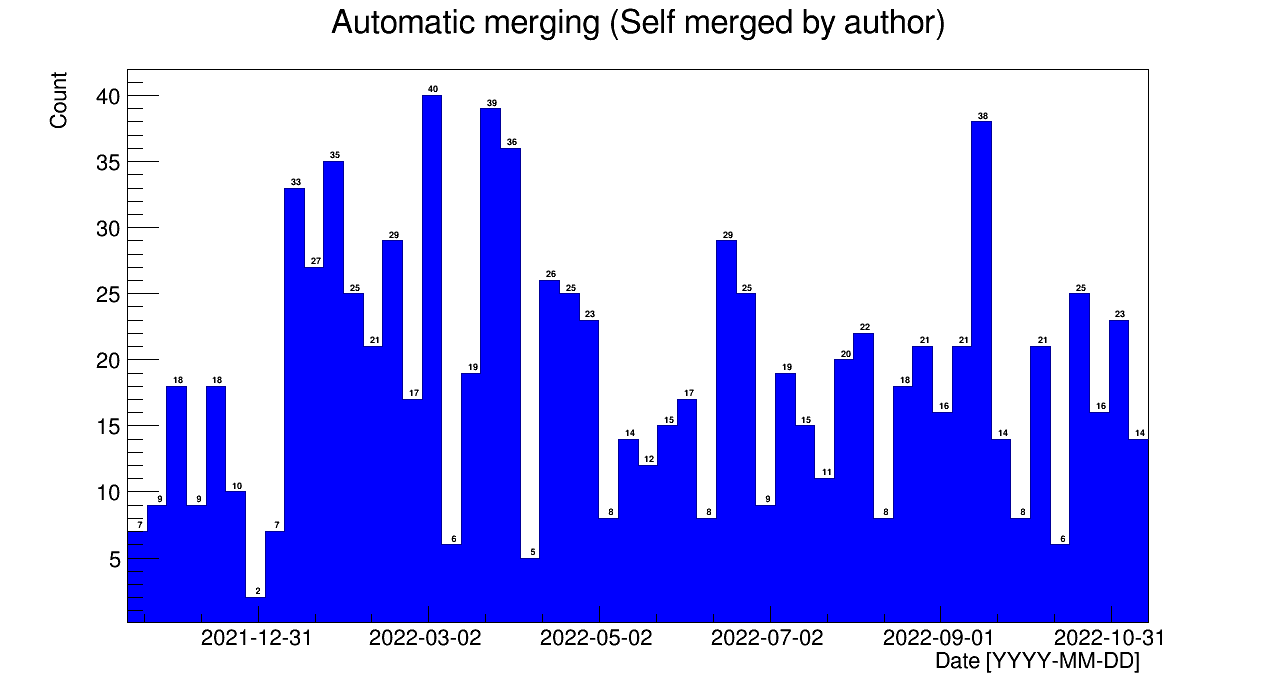 Automatic merging (Self merged by author)
Count
40
35
30
25
20
15
10
5
7 9 18 9 18 10 2 7 33 27 35 25 21 29 17 40 6 19 39 36 5 26 25 23 8 14 12 15 17 8 29 25 9 19 15 11 20 22 8 18 21 16 21 38 14 8 21 6 25 16 23 14
2021-12-31 2022-03-02 2022-05-02 2022-07-02 2022-09-01 2022-10-31
Date [YYYY-MM-DD]